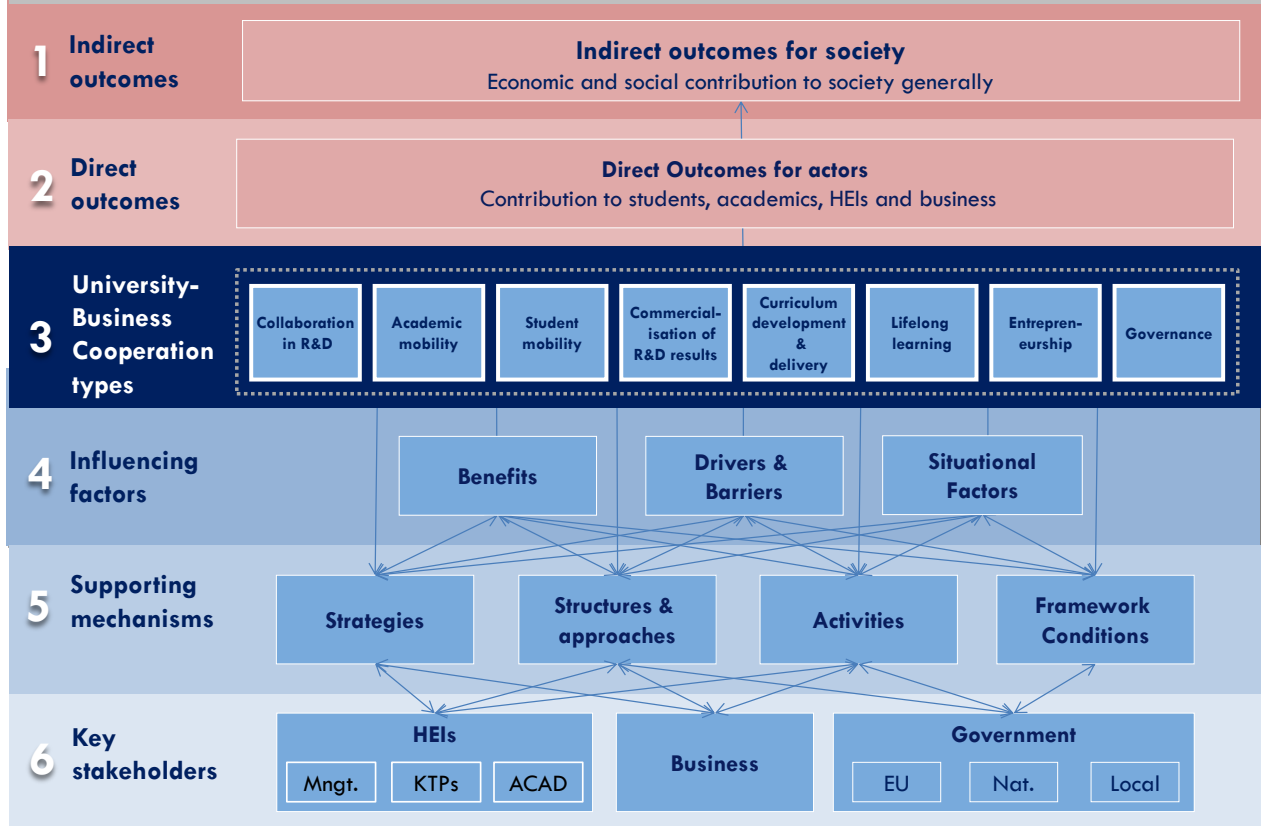 1
Indirect
outcomes
Indirect outcomes for society
Economic and social contribution to society generally
2
Direct
outcomes
Direct Outcomes for actors
Contribution to students, academics, HEIs and business
3
University-
Business
Cooperation
types
Collaboration
in R&D
Academic
mobility
Student
mobility
Commercial-
isation of
R&D results
Curriculum
development
&
delivery
Lifelong
learning
Entrepren-
eurship
Governance
4
Influencing
factors
Benefits
Drivers &
Barriers
Situational
Factors
5
Supporting
mechanisms
Strategies
Structures &
approaches
Activities
Framework
Conditions
6
Key
stakeholders
HEIs
Mngt.
KTPs
ACAD
Business
Government
EU
Nat.
Local